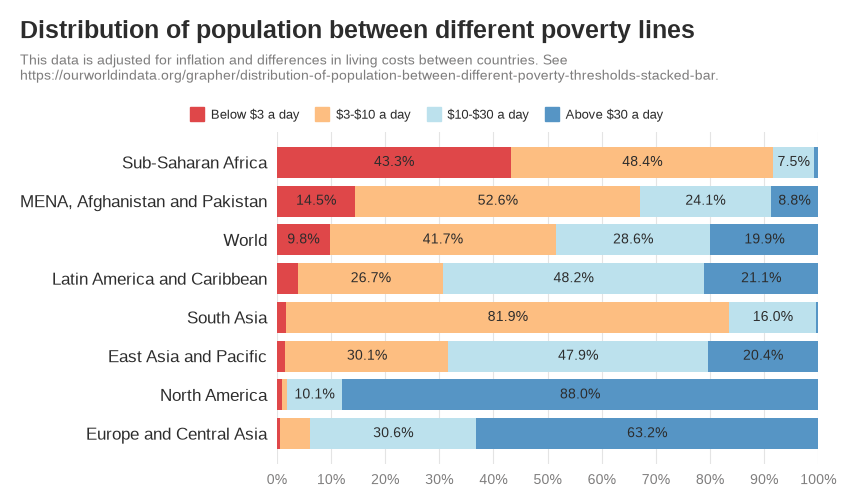 Distribution of population between different poverty lines
This data is adjusted for inflation and differences in living costs between countries. See
https://ourworldindata.org/grapher/distribution-of-population-between-different-poverty-thresholds-stacked-bar.
Below $3 a day $3-$10 a day $10-$30 a day Above $30 a day
Sub-Saharan Africa 43.3% 48.4% 7.5%
MENA, Afghanistan and Pakistan 14.5% 52.6% 24.1% 8.8%
World 9.8% 41.7% 28.6% 19.9%
Latin America and Caribbean 26.7% 48.2% 21.1%
South Asia 81.9% 16.0%
East Asia and Pacific 30.1% 47.9% 20.4%
North America 10.1% 88.0%
Europe and Central Asia 30.6% 63.2%
0% 10% 20% 30% 40% 50% 60% 70% 80% 90% 100%